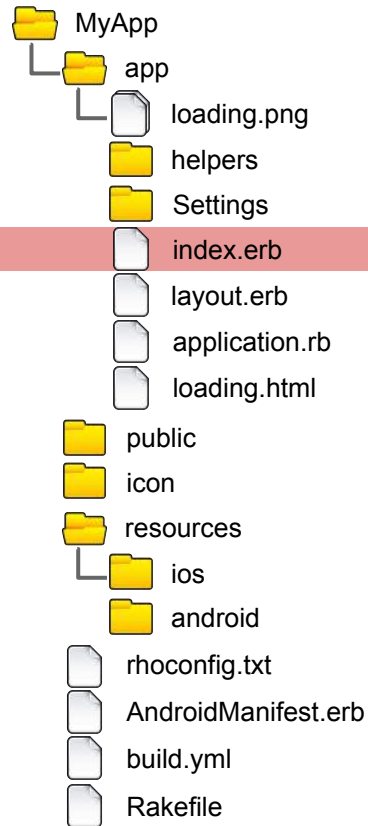 MyApp
app
loading.png
helpers
Settings
index.erb
layout.erb
application.rb
loading.html
public
icon
resources
ios
android
rhoconfig.txt
AndroidManifest.erb
build.yml
Rakefile